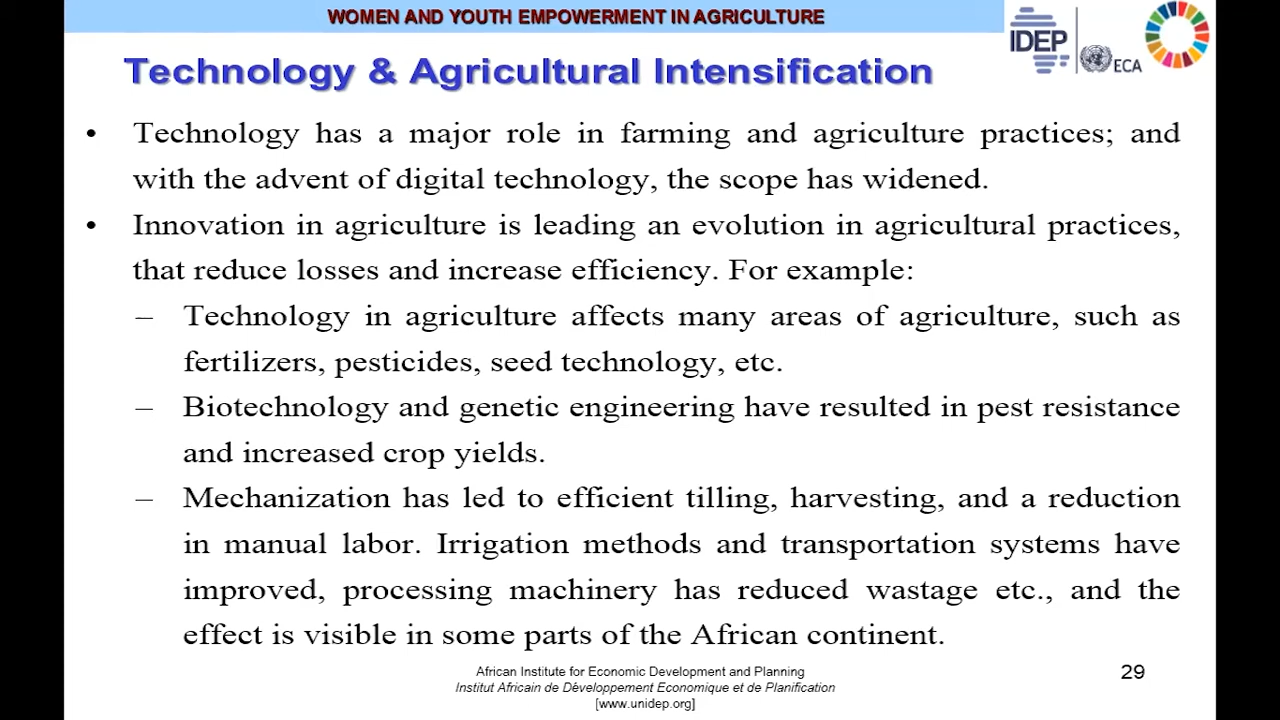 WOMEN AND YOUTH EMPOWERMENT IN AGRICULTURE
IDEP
ECA
Technology & Agricultural Intensification
• Technology has a major role in farming and agriculture practices; and
with the advent of digital technology, the scope has widened.
• Innovation in agriculture is leading an evolution in agricultural practices,
that reduce losses and increase efficiency. For example:
– Technology in agriculture affects many areas of agriculture, such as
fertilizers, pesticides, seed technology, etc.
– Biotechnology and genetic engineering have resulted in pest resistance
and increased crop yields.
– Mechanization has led to efficient tilling, harvesting, and a reduction
in manual labor. Irrigation methods and transportation systems have
improved, processing machinery has reduced wastage etc., and the
effect is visible in some parts of the African continent.
African Institute for Economic Development and Planning
Institut Africain de Développement Economique et de Planification
[www.unidep.org]
29